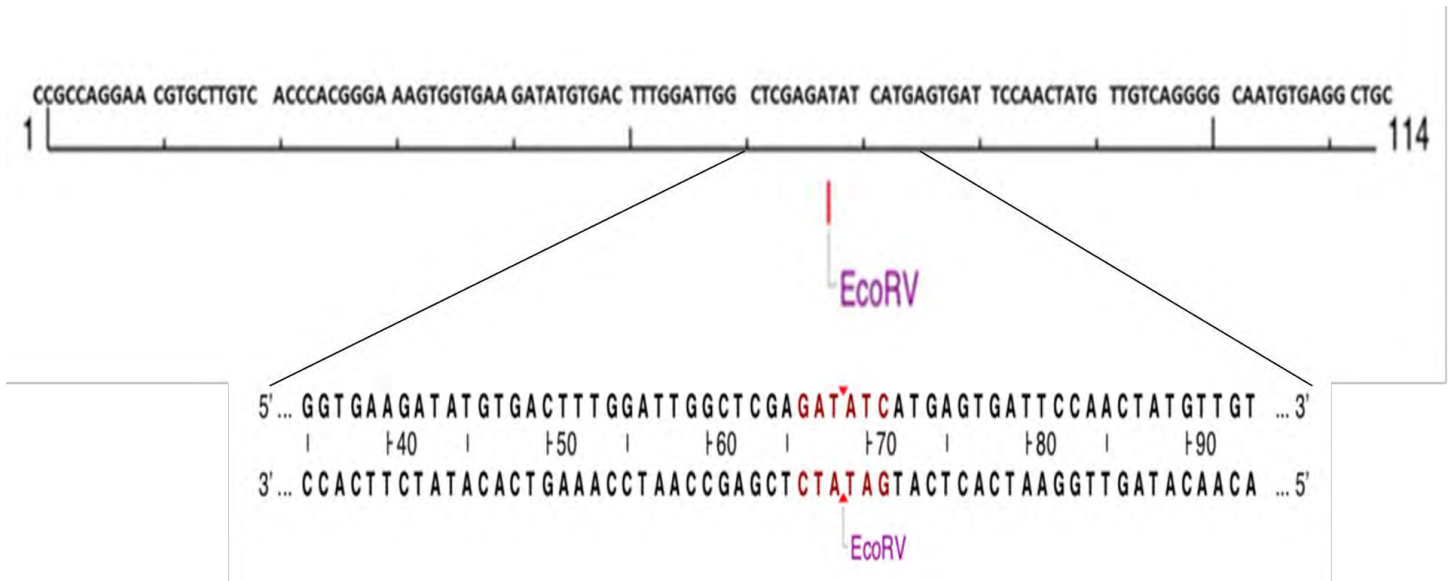 CCGCCAGGAA CGTGCTTGTC ACCCACGGGA AAGTGGTGAA GATATGTGAC TTTGGATTGG CTCGAGATAT CATGAGTGAT TCCAACTATG TTGTCAGGGG CAATGTGAGG CTGC
1 114
EcoRV
5' ... GGTGAAGATATGTGACTTTGGATTGGCTCGAGATATCATGAGTGATTCCAACTATGTTGT ... 3'
40 50 60 70 80 90
3' ... CCACTTCTATACACTGAAACCTAACCGAGCTCTATAGTACTCACTAAGGTTGATACAACA ... 5'
EcoRV